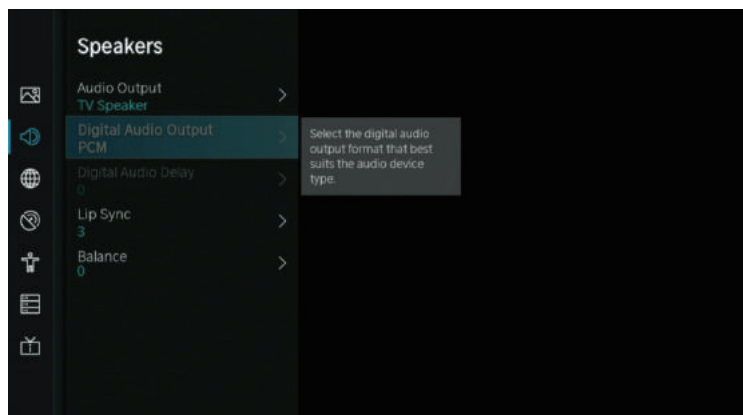 Speakers
Audio Output
TV Speaker
Digital Audio Output
PCM
Select the digital audio
output format that best
suits the audio device
type.
Digital Audio Delay
0
Lip Sync
3
Balance
0